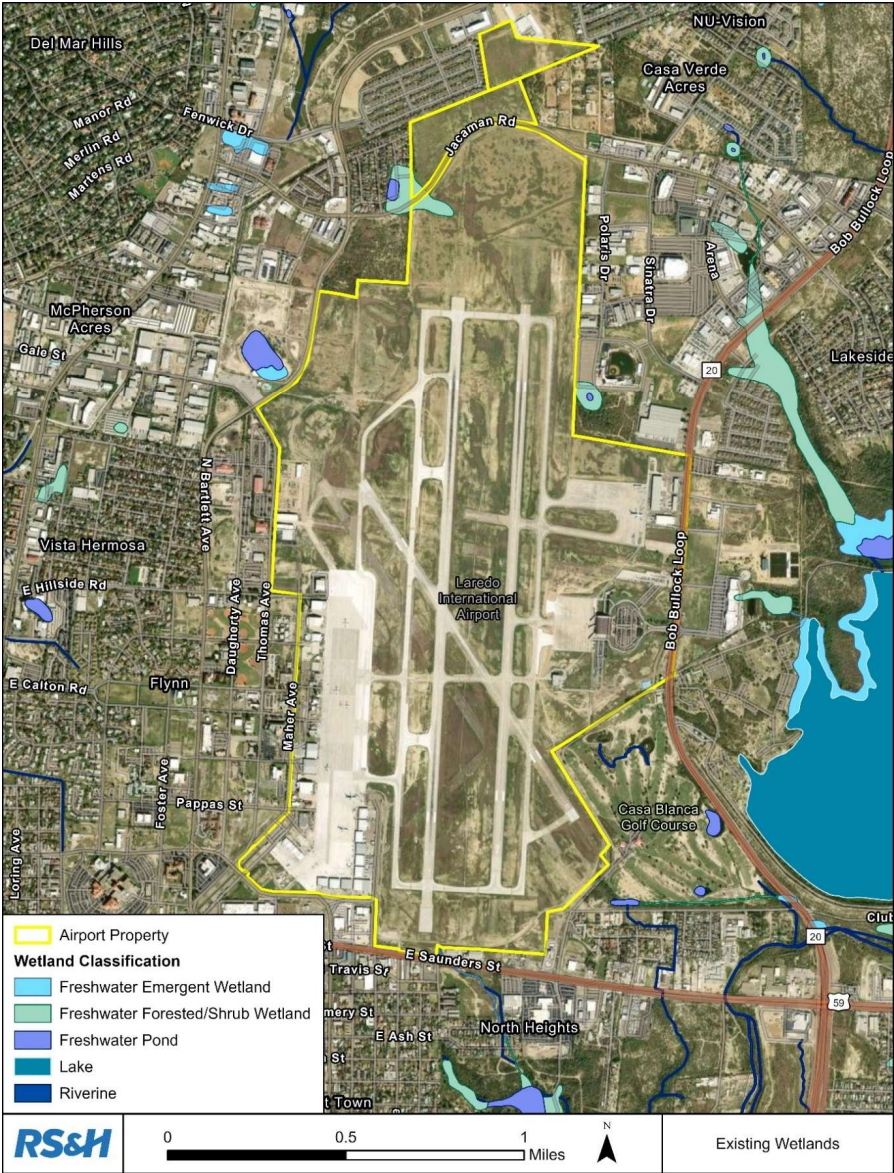 NU-Vision
Del Mar Hills
Casa Verde
Acres
Manor Rd
Fenwick Dr
Merlin Rd
Martens Rd
Jacaman Rd
Bob Bullock Loop
Polaris Dr
Sinatra Dr
Arena
McPherson
Acres
Gale St
Lakeside
20
N Bartlett Ave
Vista Hermosa
E Hillside Rd
Daugherty Ave
Thomas Ave
Laredo
International
Airport
Bob Bullock Loop
E Calton Rd
Flynn
Maher Ave
Foster Ave
Pappas St
Casa Blanca
Golf Course
Loring Ave
Club
20
St
E Saunders St
Travis St
59
mery St
North Heights
E Ash St
n St
t Town
Airport Property
Wetland Classification
Freshwater Emergent Wetland
Freshwater Forested/Shrub Wetland
Freshwater Pond
Lake
Riverine
RS&H
0 0.5 1
Miles
N
Existing Wetlands